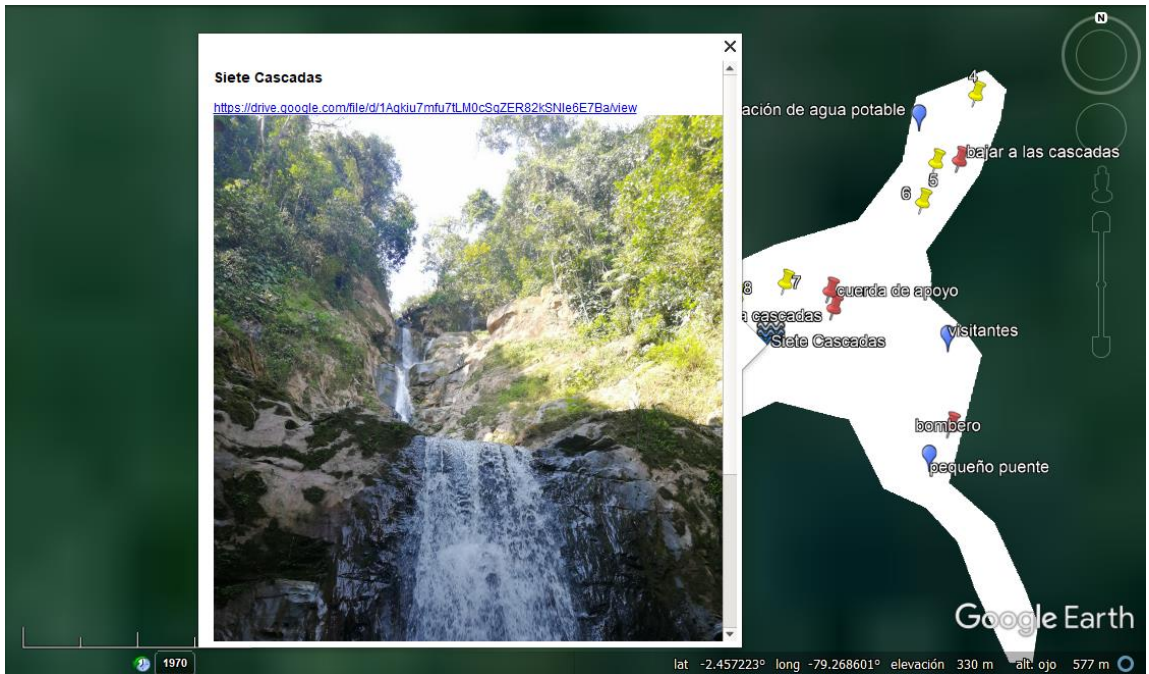 Siete Cascadas
https://drive.google.com/file/d/1Aqkiu7mfu7tLM0cSqZER82kSNIe6E7Ba/view
N
4
ación de agua potable
bajar a las cascadas
5
6
8
7
cuerda de apoyo
a cascadas
Siete Cascadas
visitantes
bombero
pequeño puente
Google Earth
1970
lat -2.457223° long -79.268601° elevación 330 m alt. ojo 577 m